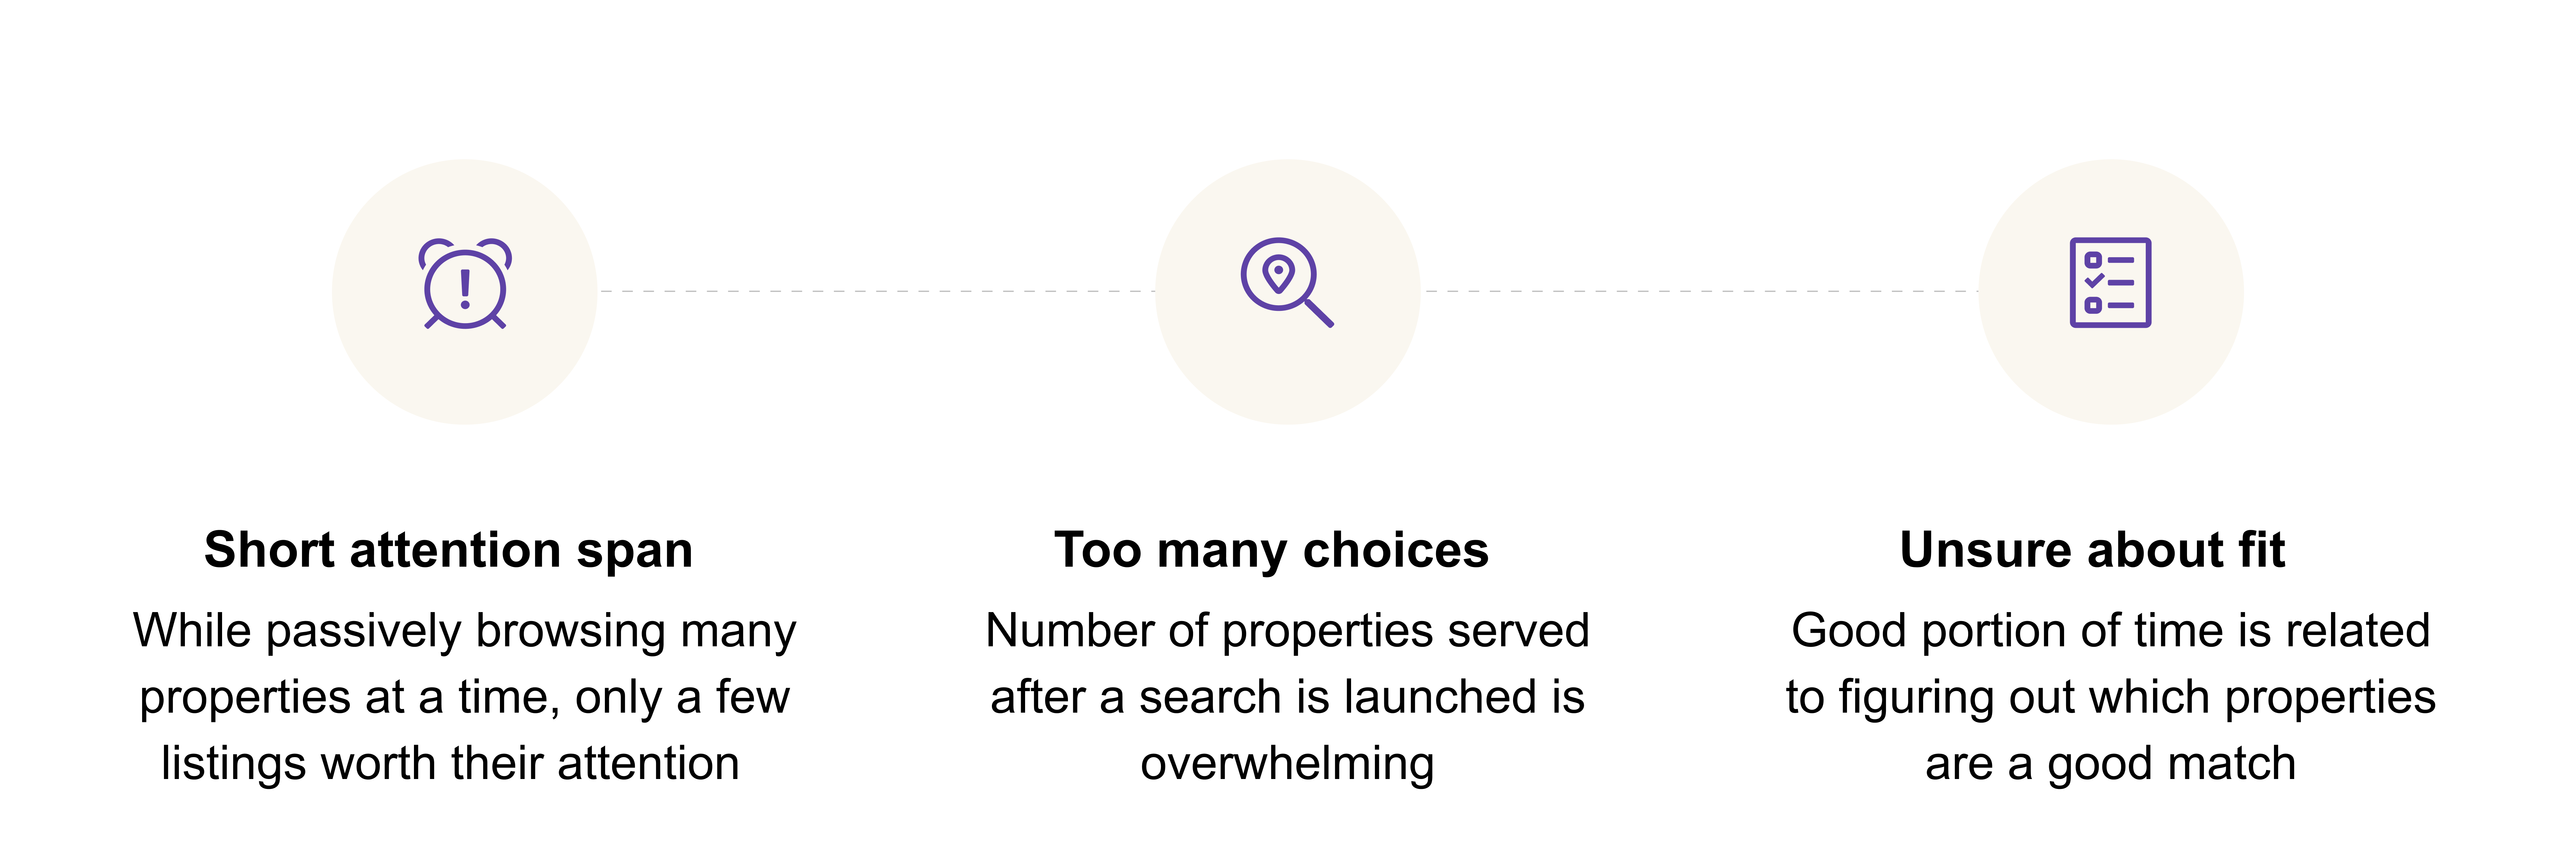 Short attention span
While passively browsing many
properties at a time, only a few
listings worth their attention
Too many choices
Number of properties served
after a search is launched is
overwhelming
Unsure about fit
Good portion of time is related
to figuring out which properties
are a good match